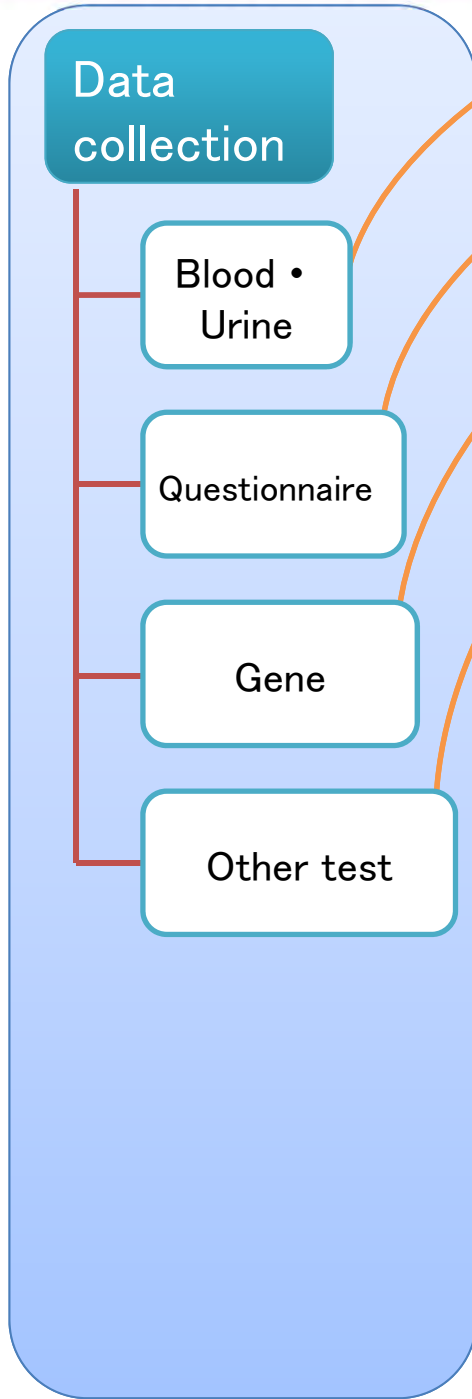 Data
collection
Blood・
Urine
Questionnaire
Gene
Other test